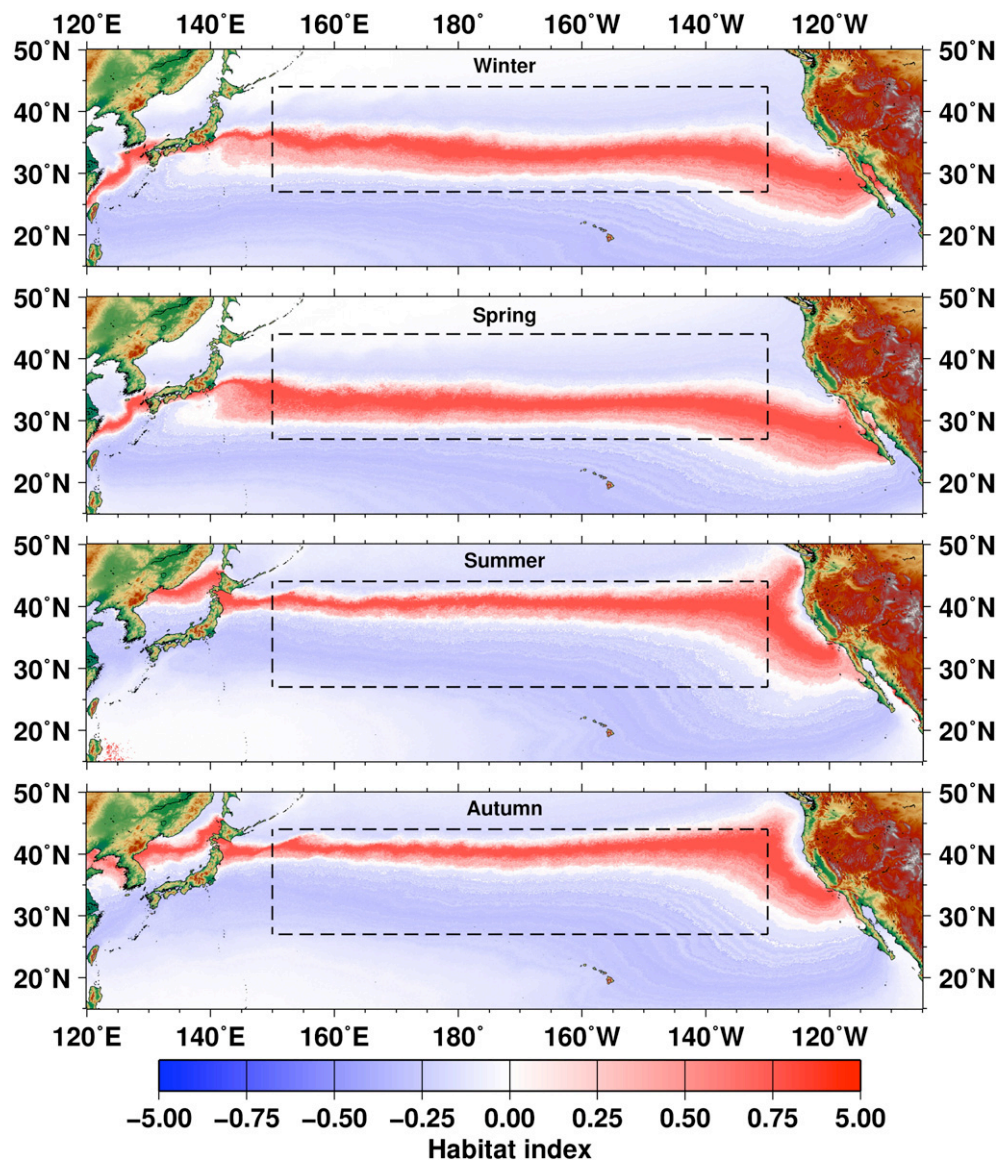 120˚E 140˚E 160˚E 180˚ 160˚W 140˚W 120˚W
50˚N Winter 50˚N
40˚N 40˚N
30˚N 30˚N
20˚N 20˚N
50˚N Spring 50˚N
40˚N 40˚N
30˚N 30˚N
20˚N 20˚N
50˚N Summer 50˚N
40˚N 40˚N
30˚N 30˚N
20˚N 20˚N
50˚N Autumn 50˚N
40˚N 40˚N
30˚N 30˚N
20˚N 20˚N
120˚E 140˚E 160˚E 180˚ 160˚W 140˚W 120˚W
−5.00 −0.75 −0.25 0.00 0.25 0.50 0.75 5.00
Habitat index